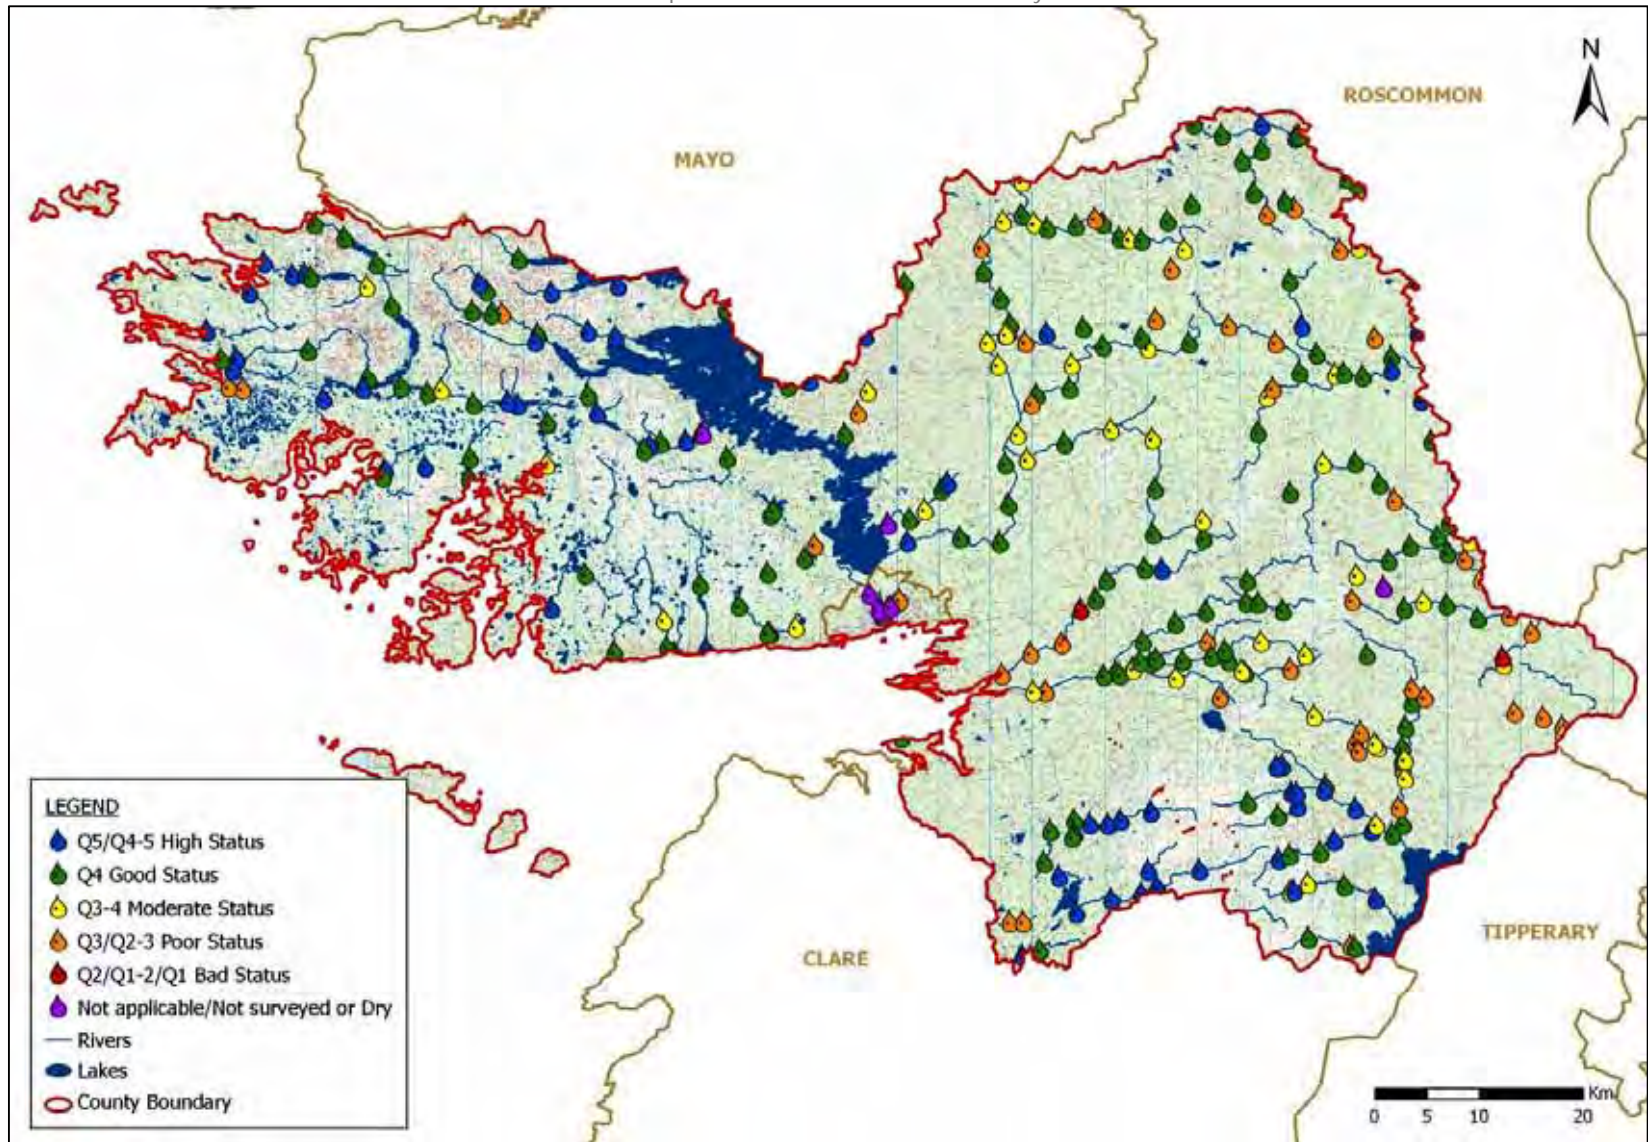 N
ROSCOMMON
MAYO
LEGEND
Q5/Q4-5 High Status
Q4 Good Status
Q3-4 Moderate Status
Q3/Q2-3 Poor Status
Q2/Q1-2/Q1 Bad Status
Not applicable/Not surveyed or Dry
Rivers
Lakes
County Boundary
CLARE
TIPPERARY
Km
0 5 10 20